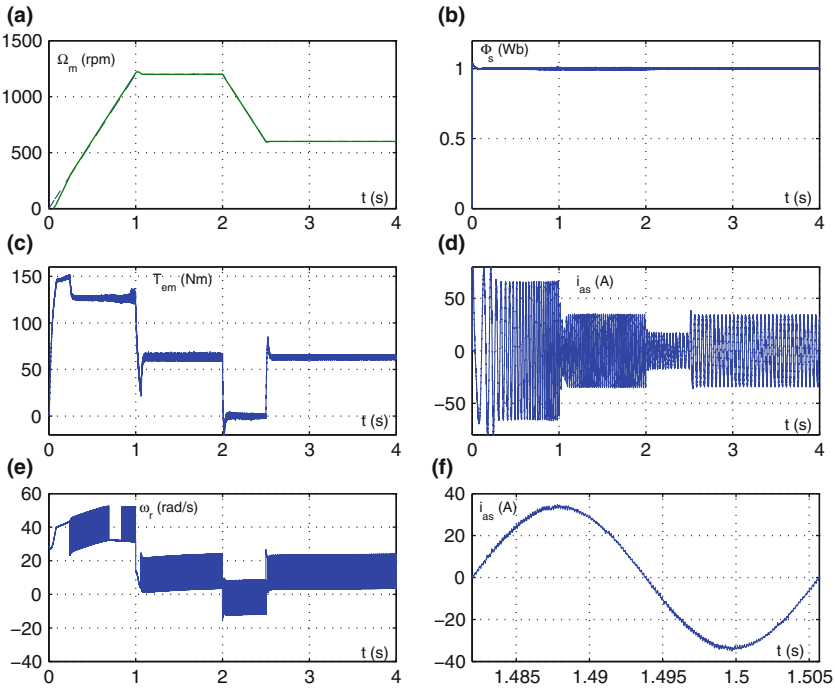 (a)
Ω_m (rpm)
1500
1000
500
0
0 1 2 3 4
t (s)
(b)
Φ_s (Wb)
1
0.5
0
0 1 2 3 4
t (s)
(c)
T_em (Nm)
150
100
50
0
0 1 2 3 4
t (s)
(d)
i_as (A)
50
0
−50
0 1 2 3 4
t (s)
(e)
ω_r (rad/s)
60
40
20
0
−20
−40
0 1 2 3 4
t (s)
(f)
i_as (A)
40
20
0
−20
−40
1.485 1.49 1.495 1.5 1.505
t (s)